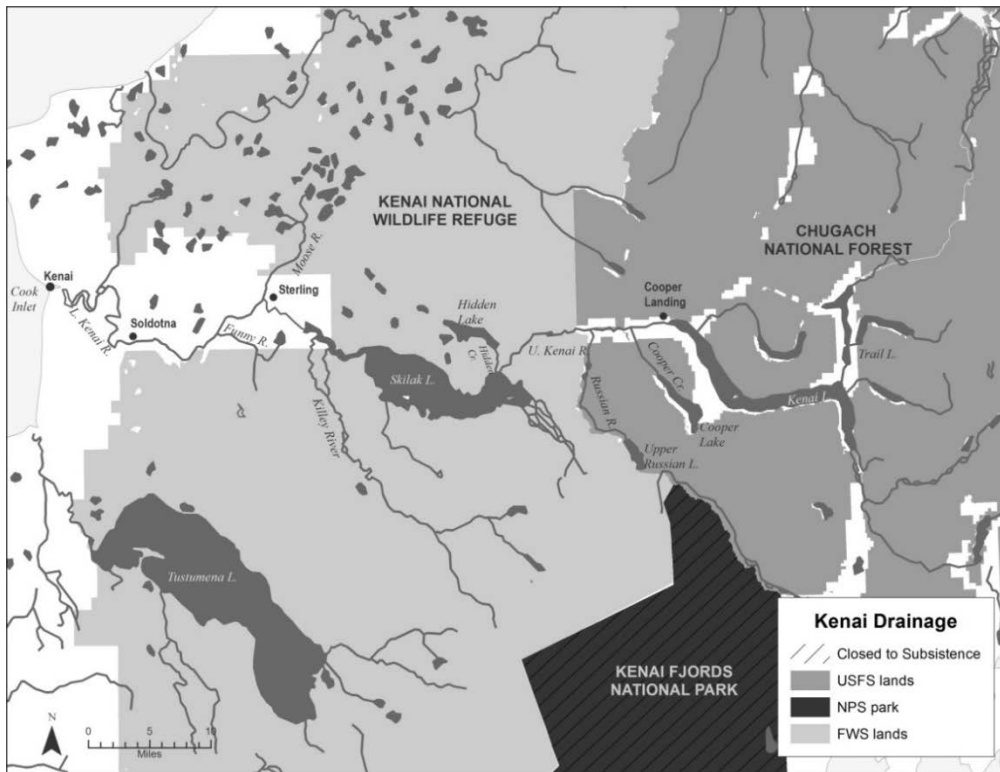 KENAI NATIONAL
WILDLIFE REFUGE
CHUGACH
NATIONAL FOREST
Moose R.
Kenai
Cook
Inlet
L. Kenai R.
Soldotna
Sterling
Funny R.
Hidden
Lake
Hidden
Cr.
Cooper
Landing
U. Kenai R.
Skilak L.
Killey River
Russian R.
Cooper Cr.
Trail L.
Kenai L.
Cooper
Lake
Upper
Russian L.
Tustumena L.
KENAI FJORDS
NATIONAL PARK
Kenai Drainage
Closed to Subsistence
USFS lands
NPS park
FWS lands
N
0 5 10
Miles